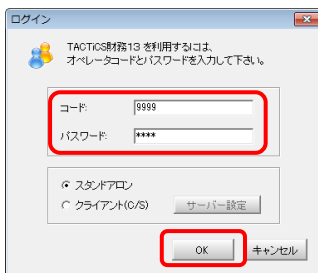 ログイン
TACTiCS財務13 を利用するには、
オペレータコードとパスワードを入力して下さい。
コード: 9999
パスワード: ****
スタンドアロン
クライアント(C/S) サーバー設定
OK キャンセル